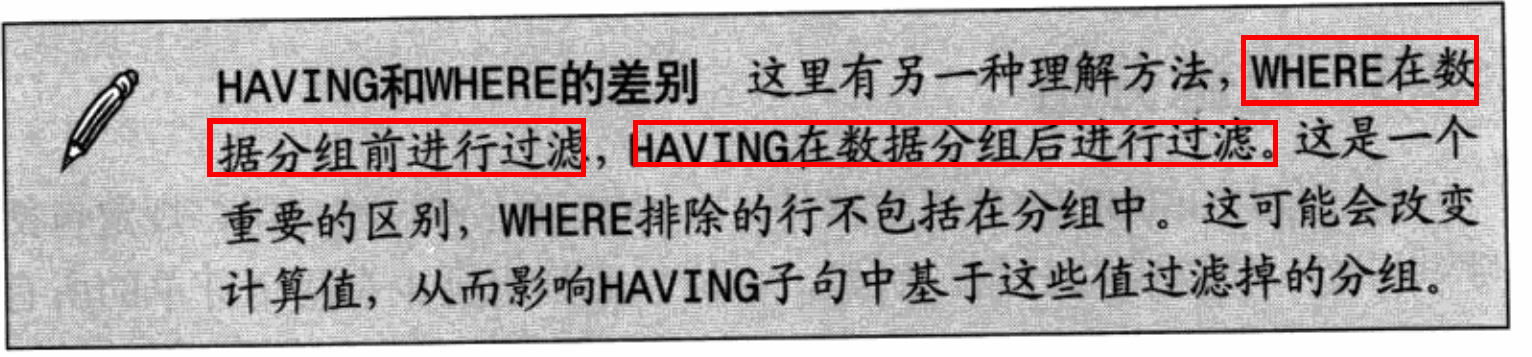 HAVING和WHERE的差别 这里有另一种理解方法，WHERE在数
据分组前进行过滤，HAVING在数据分组后进行过滤。这是一个
重要的区别，WHERE排除的行不包括在分组中。这可能会改变
计算值，从而影响HAVING子句中基于这些值过滤掉的分组。